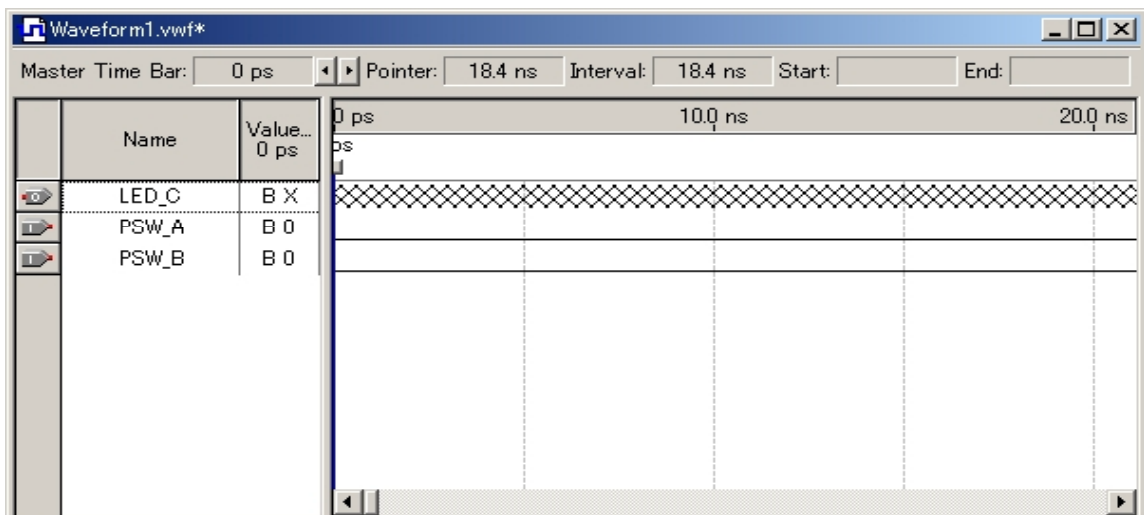 Waveform1.vwf*
Master Time Bar: 0 ps Pointer: 18.4 ns Interval: 18.4 ns Start: End:
Name Value... 0 ps
0 ps 10.0 ns 20.0 ns
ps
LED_C B X
PSW_A B 0
PSW_B B 0